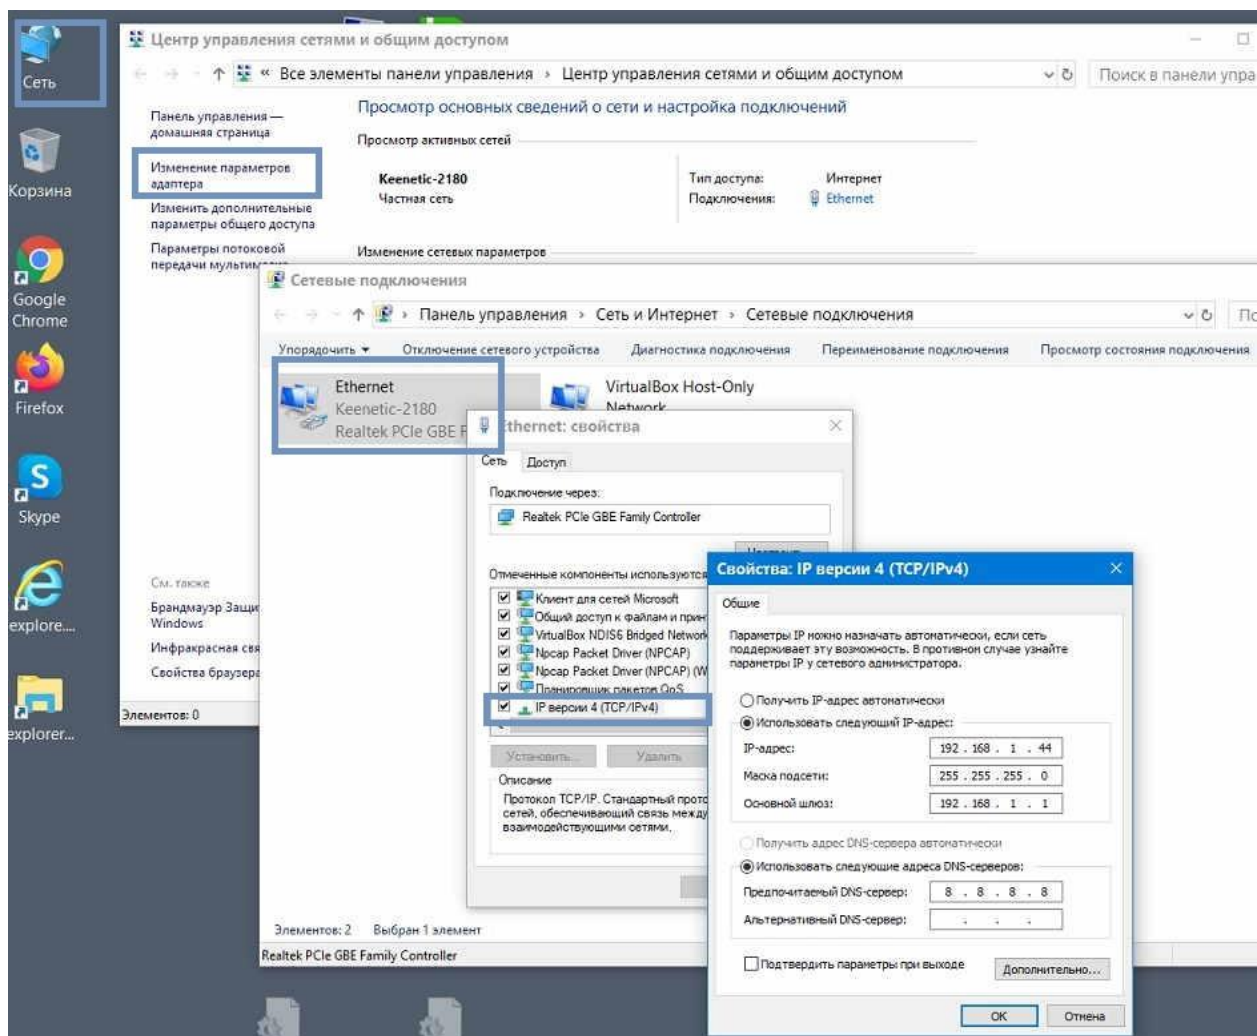 Сеть
Корзина
Google
Chrome
Firefox
Skype
explore....
explorer...
Центр управления сетями и общим доступом
« Все элементы панели управления › Центр управления сетями и общим доступом
Поиск в панели упра
Панель управления —
домашняя страница
Изменение параметров
адаптера
Изменить дополнительные
параметры общего доступа
Параметры потоковой
передачи
Просмотр основных сведений о сети и настройка подключений
Просмотр активных сетей
Keenetic-2180
Частная сеть
Тип доступа: Интернет
Подключения: Ethernet
Изменение сетевых параметров
См. также
Брандмауэр Защи
Windows
Инфракрасная свя
Свойства браузера
Элементов: 0
Сетевые подключения
› Панель управления › Сеть и Интернет › Сетевые подключения
По
Упорядочить Отключение сетевого устройства Диагностика подключения Переименование подключения Просмотр состояния подключения
Ethernet
Keenetic-2180
Realtek PCIe GBE F
VirtualBox Host-Only
Network
Элементов: 2 Выбран 1 элемент
Realtek PCIe GBE Family Controller
Ethernet: свойства
Сеть Доступ
Подключение через:
Realtek PCIe GBE Family Controller
Отмеченные компоненты используются
Клиент для сетей Microsoft
Общий доступ к файлам и прин
VirtualBox NDIS6 Bridged Network
Npcap Packet Driver (NPCAP)
Npcap Packet Driver (NPCAP) (W
Планировщик пакетов QoS
IP версии 4 (TCP/IPv4)
Установить... Удалить
Описание
Протокол TCP/IP. Стандартный прото
сетей, обеспечивающий связь между
взаимодействующими сетями.
Свойства: IP версии 4 (TCP/IPv4)
Общие
Параметры IP можно назначать автоматически, если сеть
поддерживает эту возможность. В противном случае узнайте
параметры IP у сетевого администратора.
Получить IP-адрес автоматически
Использовать следующий IP-адрес:
IP-адрес: 192 . 168 . 1 . 44
Маска подсети: 255 . 255 . 255 . 0
Основной шлюз: 192 . 168 . 1 . 1
Получить адрес DNS-сервера автоматически
Использовать следующие адреса DNS-серверов:
Предпочитаемый DNS-сервер: 8 . 8 . 8 . 8
Альтернативный DNS-сервер: . . .
Подтвердить параметры при выходе
Дополнительно...
OK Отмена